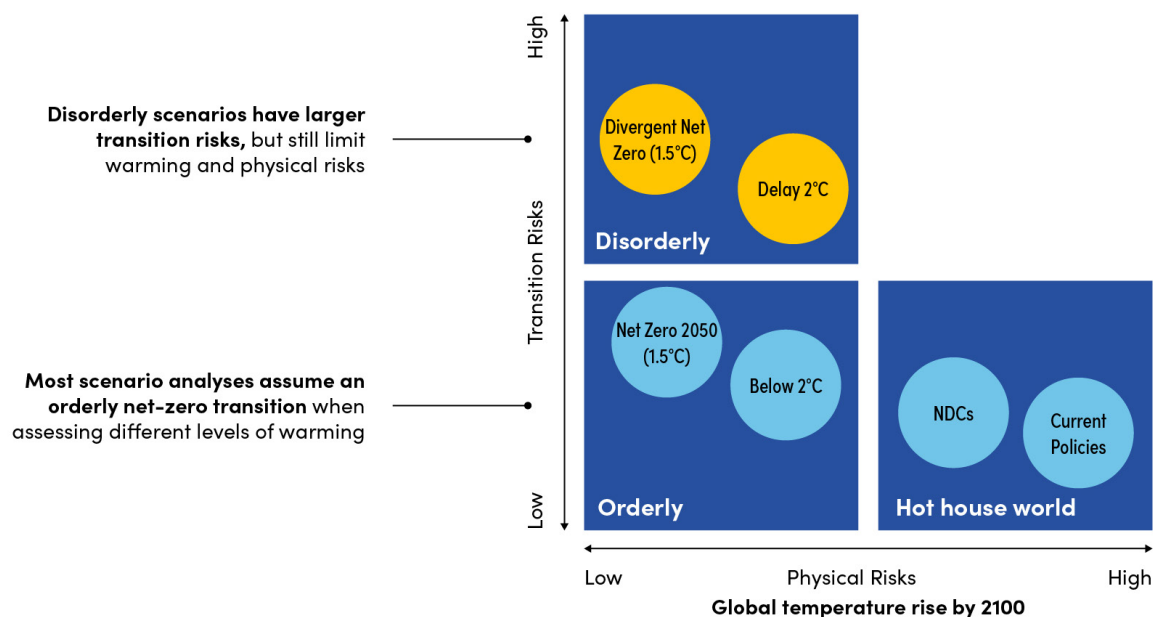 High
Transition Risks
Low
Disorderly scenarios have larger
transition risks, but still limit
warming and physical risks
Most scenario analyses assume an
orderly net-zero transition when
assessing different levels of warming
Divergent Net
Zero (1.5°C)
Delay 2°C
Disorderly
Net Zero 2050
(1.5°C)
Below 2°C
Orderly
NDCs
Current
Policies
Hot house world
Low
Physical Risks
High
Global temperature rise by 2100